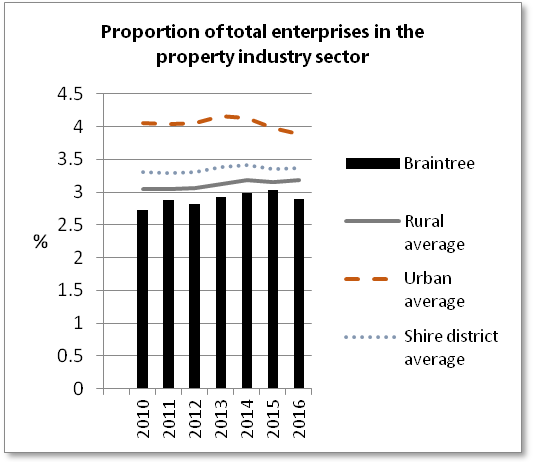 Proportion of total enterprises in the
property industry sector
4.5
4
3.5
3
2.5
2
1.5
1
0.5
0
%
2010
2011
2012
2013
2014
2015
2016
Braintree
Rural
average
Urban
average
Shire district
average